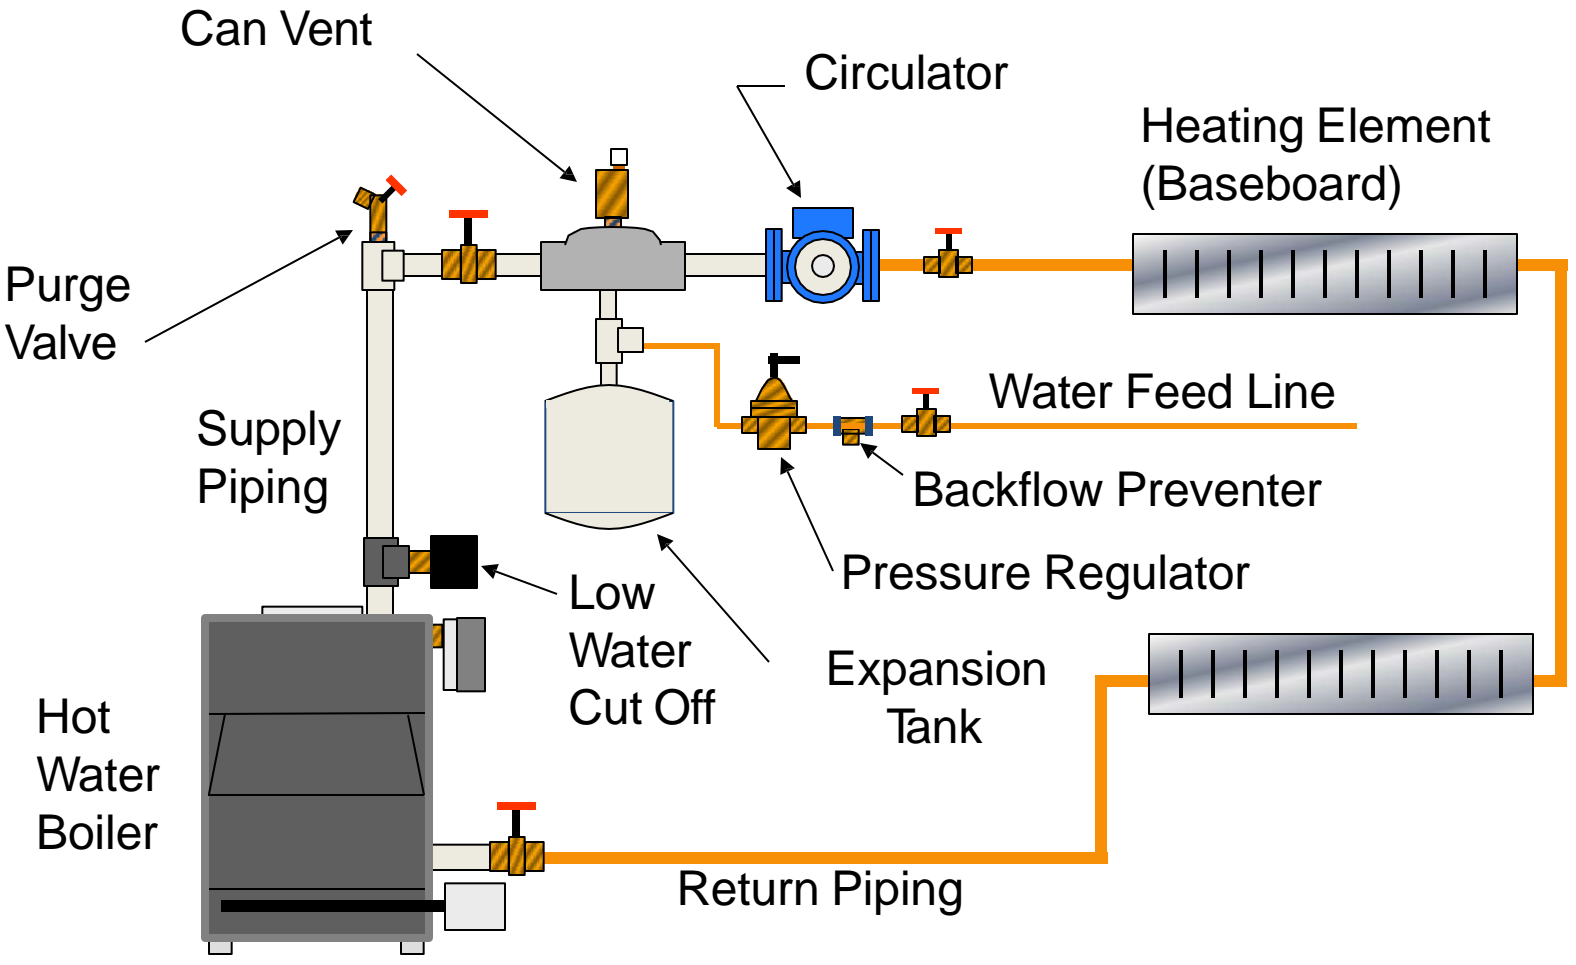 Can Vent
Circulator
Heating Element
(Baseboard)
Purge
Valve
Water Feed Line
Supply
Piping
Backflow Preventer
Pressure Regulator
Low
Water
Cut Off
Expansion
Tank
Hot
Water
Boiler
Return Piping